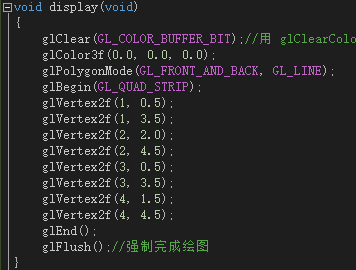 void display(void)
{
glClear(GL_COLOR_BUFFER_BIT);//用 glClearColo
glColor3f(0.0, 0.0, 0.0);
glPolygonMode(GL_FRONT_AND_BACK, GL_LINE);
glBegin(GL_QUAD_STRIP);
glVertex2f(1, 0.5);
glVertex2f(1, 3.5);
glVertex2f(2, 2.0);
glVertex2f(2, 4.5);
glVertex2f(3, 0.5);
glVertex2f(3, 3.5);
glVertex2f(4, 1.5);
glVertex2f(4, 4.5);
glEnd();
glFlush();//强制完成绘图
}